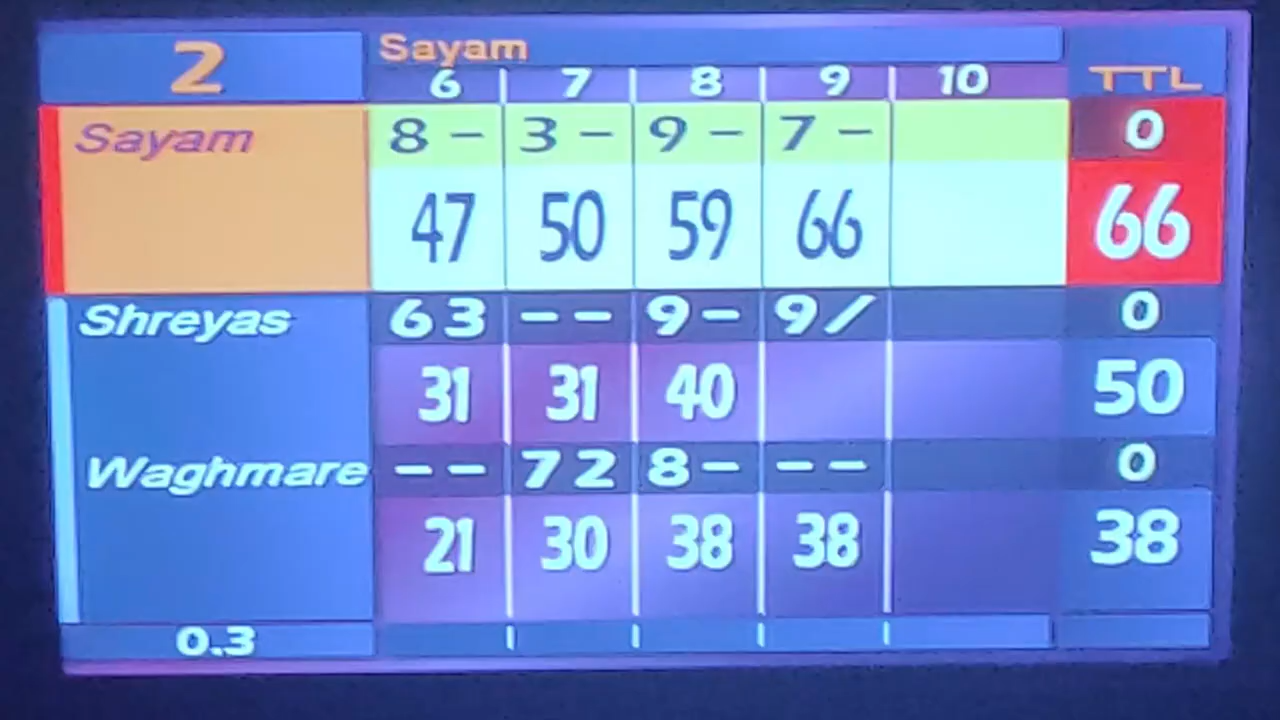 2 Sayam
6 7 8 9 10 TTL
Sayam 8 - 3 - 9 - 7 - 0
47 50 59 66 66
Shreyas 6 3 - - 9 - 9 / 0
31 31 40 50
Waghmare - - 7 2 8 - - - 0
21 30 38 38 38
0.3